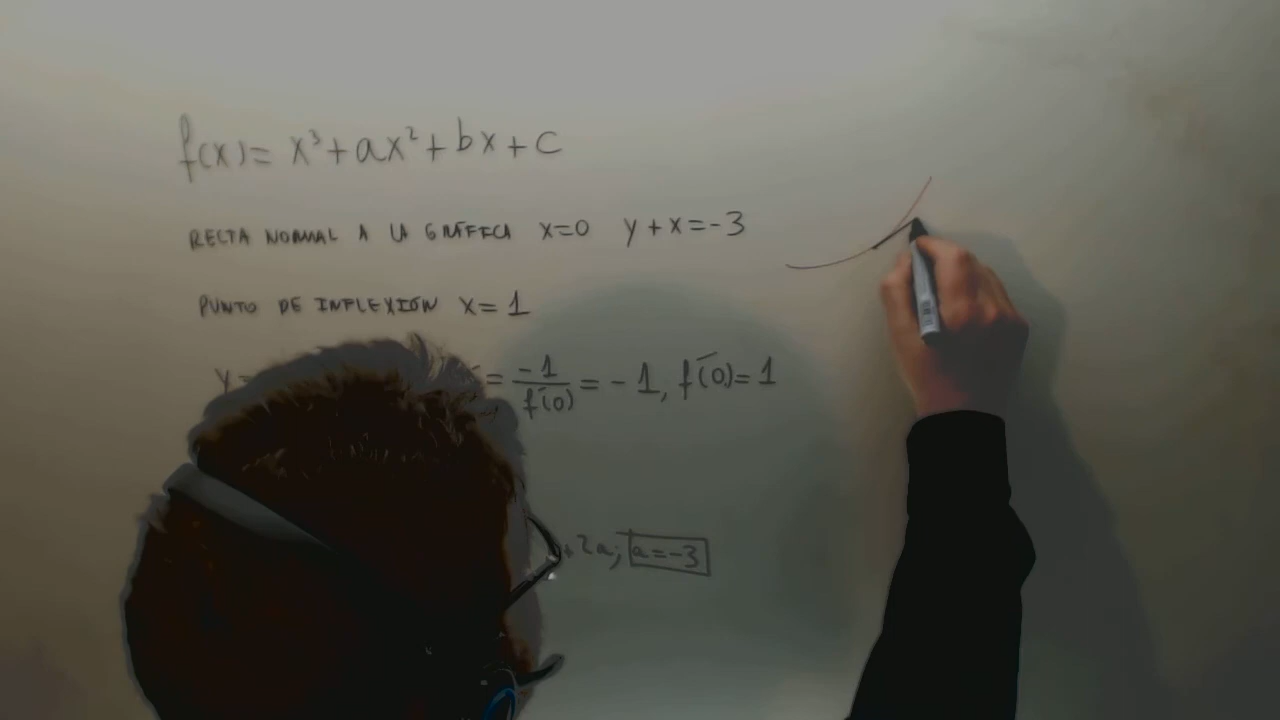 f(x)= x³+ax²+bx+c
RECTA NORMAL A LA GRÁFICA x=0 y+x=-3
PUNTO DE INFLEXIÓN x=1
y= = -1/f'(0) = -1, f'(0)=1
+2a; a=-3